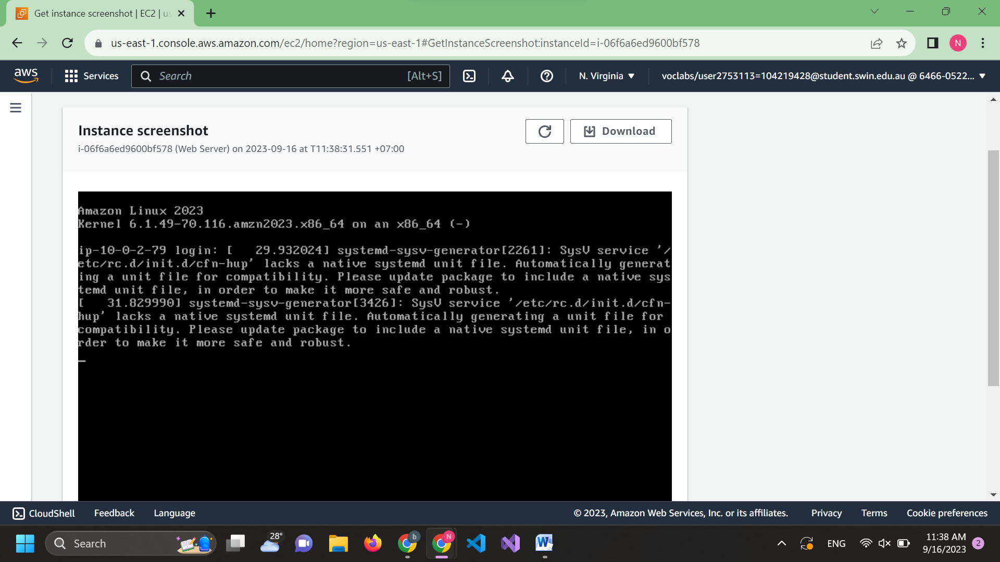 Get instance screenshot | EC2 | us
us-east-1.console.aws.amazon.com/ec2/home?region=us-east-1#GetInstanceScreenshot:instanceId=i-06f6a6ed9600bf578
N
aws
Services
Search
[Alt+S]
N. Virginia
voclabs/user2753113=104219428@student.swin.edu.au @ 6466-0522...
Instance screenshot
Download
i-06f6a6ed9600bf578 (Web Server) on 2023-09-16 at T11:38:31.551 +07:00
Amazon Linux 2023
Kernel 6.1.49-70.116.amzn2023.x86_64 on an x86_64 (-)
ip-10-0-2-79 login: [   29.932024] systemd-sysv-generator[2261]: SysV service '/
etc/rc.d/init.d/cfn-hup' lacks a native systemd unit file. Automatically generat
ing a unit file for compatibility. Please update package to include a native sys
temd unit file, in order to make it more safe and robust.
[   31.829990] systemd-sysv-generator[3426]: SysV service '/etc/rc.d/init.d/cfn-
hup' lacks a native systemd unit file. Automatically generating a unit file for
compatibility. Please update package to include a native systemd unit file, in o
rder to make it more safe and robust.
_
CloudShell
Feedback
Language
© 2023, Amazon Web Services, Inc. or its affiliates.
Privacy
Terms
Cookie preferences
Search
28°
b
N
W
ENG
11:38 AM
9/16/2023
2